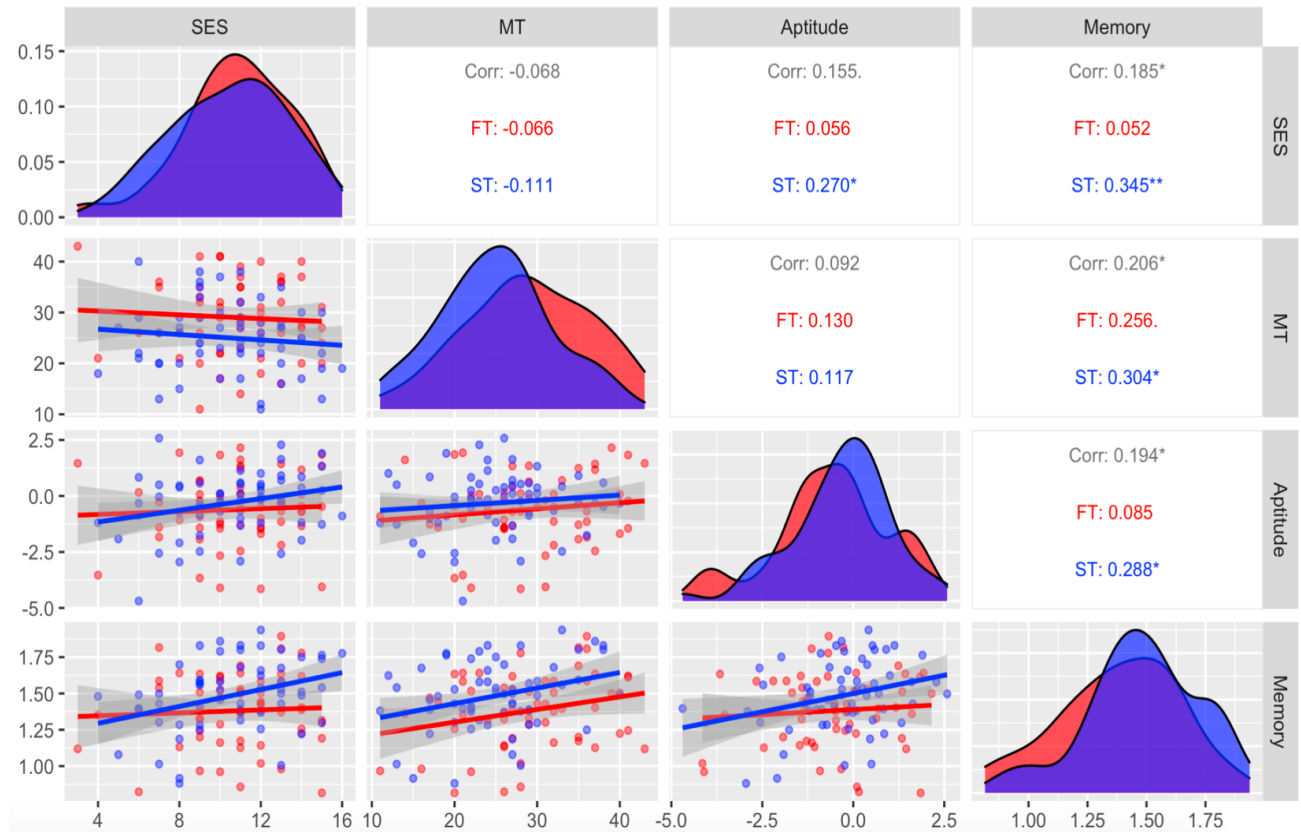 SES MT Aptitude Memory
0.15
0.10
0.05
0.00
Corr: -0.068
FT: -0.066
ST: -0.111
Corr: 0.155.
FT: 0.056
ST: 0.270*
Corr: 0.185*
FT: 0.052
ST: 0.345**
SES
40
30
20
10
Corr: 0.092
FT: 0.130
ST: 0.117
Corr: 0.206*
FT: 0.256.
ST: 0.304*
MT
2.5
0.0
-2.5
-5.0
Corr: 0.194*
FT: 0.085
ST: 0.288*
Aptitude
1.75
1.50
1.25
1.00
Memory
4 8 12 16 10 20 30 40 -5.0 -2.5 0.0 2.5 1.00 1.25 1.50 1.75